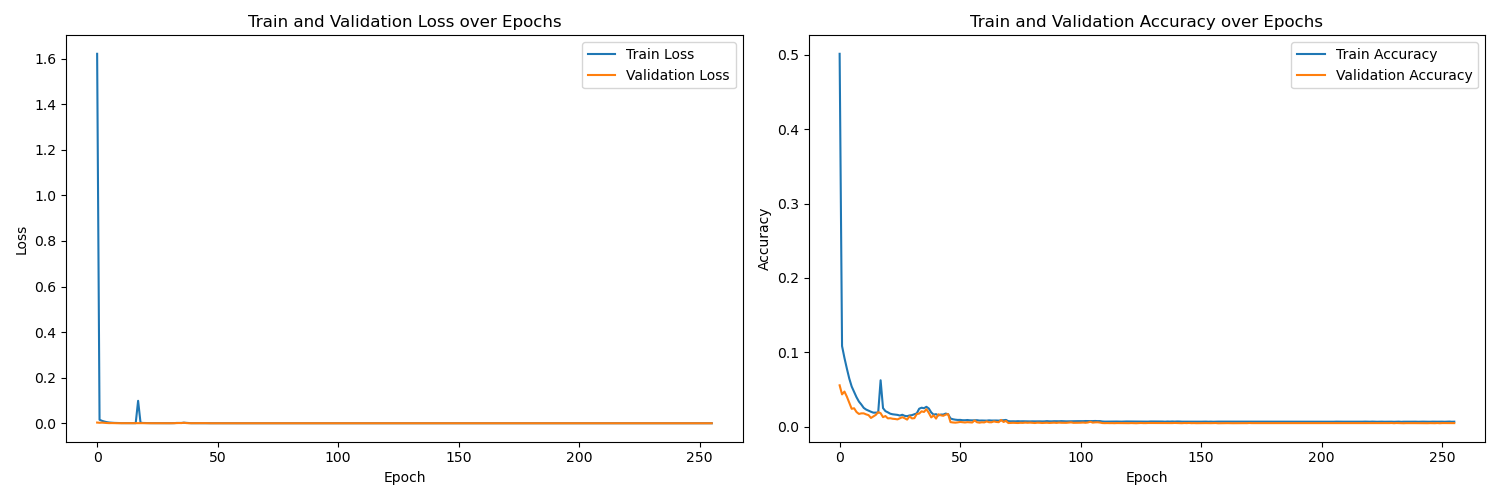 Train and Validation Loss over Epochs
Train Loss
Validation Loss
1.6
1.4
1.2
1.0
0.8
0.6
0.4
0.2
0.0
Loss
0 50 100 150 200 250
Epoch
Train and Validation Accuracy over Epochs
Train Accuracy
Validation Accuracy
0.5
0.4
0.3
0.2
0.1
0.0
Accuracy
0 50 100 150 200 250
Epoch